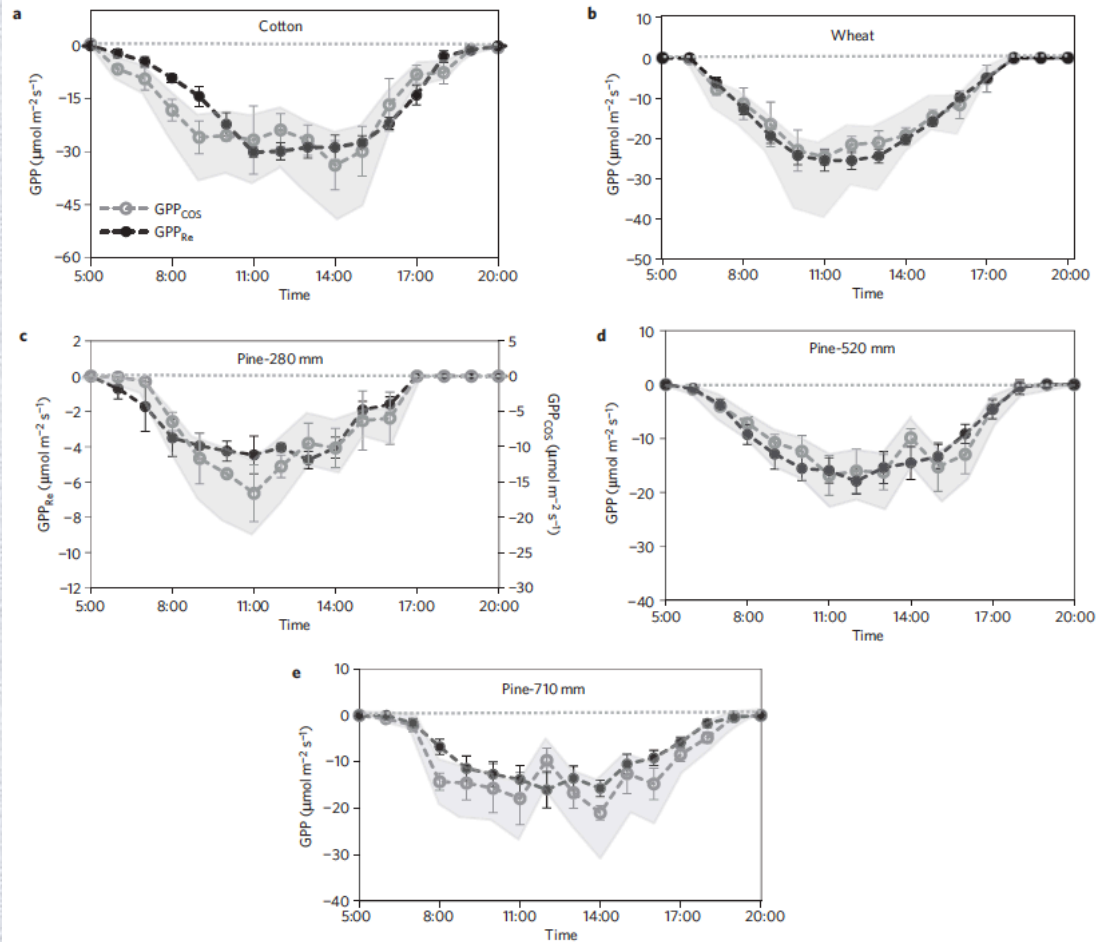 a
Cotton
0
−15
−30
−45
−60
GPP (μmol m−2 s−1)
GPPCOS
GPPRe
5:00 8:00 11:00 14:00 17:00 20:00
Time
b
Wheat
10
0
−10
−20
−30
−40
−50
GPP (μmol m−2 s−1)
5:00 8:00 11:00 14:00 17:00 20:00
Time
c
Pine-280 mm
2
0
−2
−4
−6
−8
−10
−12
GPPRe (μmol m−2 s−1)
5
0
−5
−10
−15
−20
−25
−30
GPPCOS (μmol m−2 s−1)
5:00 8:00 11:00 14:00 17:00 20:00
Time
d
Pine-520 mm
10
0
−10
−20
−30
−40
GPP (μmol m−2 s−1)
5:00 8:00 11:00 14:00 17:00 20:00
Time
e
Pine-710 mm
10
0
−10
−20
−30
−40
GPP (μmol m−2 s−1)
5:00 8:00 11:00 14:00 17:00 20:00
Time